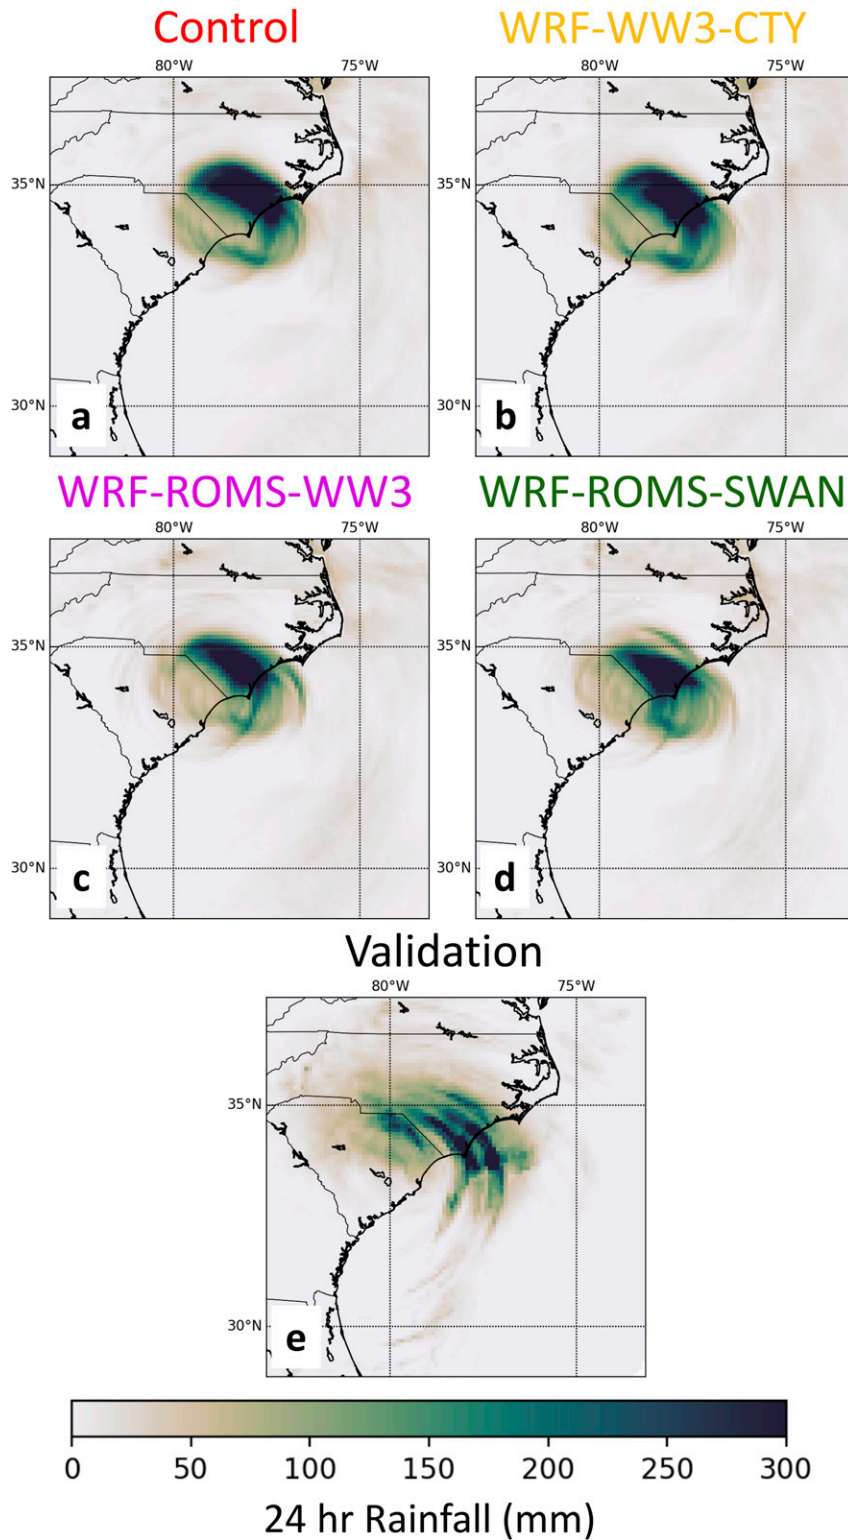 Control WRF-WW3-CTY
80°W 75°W 80°W 75°W
35°N 35°N
30°N 30°N
a b
WRF-ROMS-WW3 WRF-ROMS-SWAN
80°W 75°W 80°W 75°W
35°N 35°N
30°N 30°N
c d
Validation
80°W 75°W
35°N
30°N
e
0 50 100 150 200 250 300
24 hr Rainfall (mm)